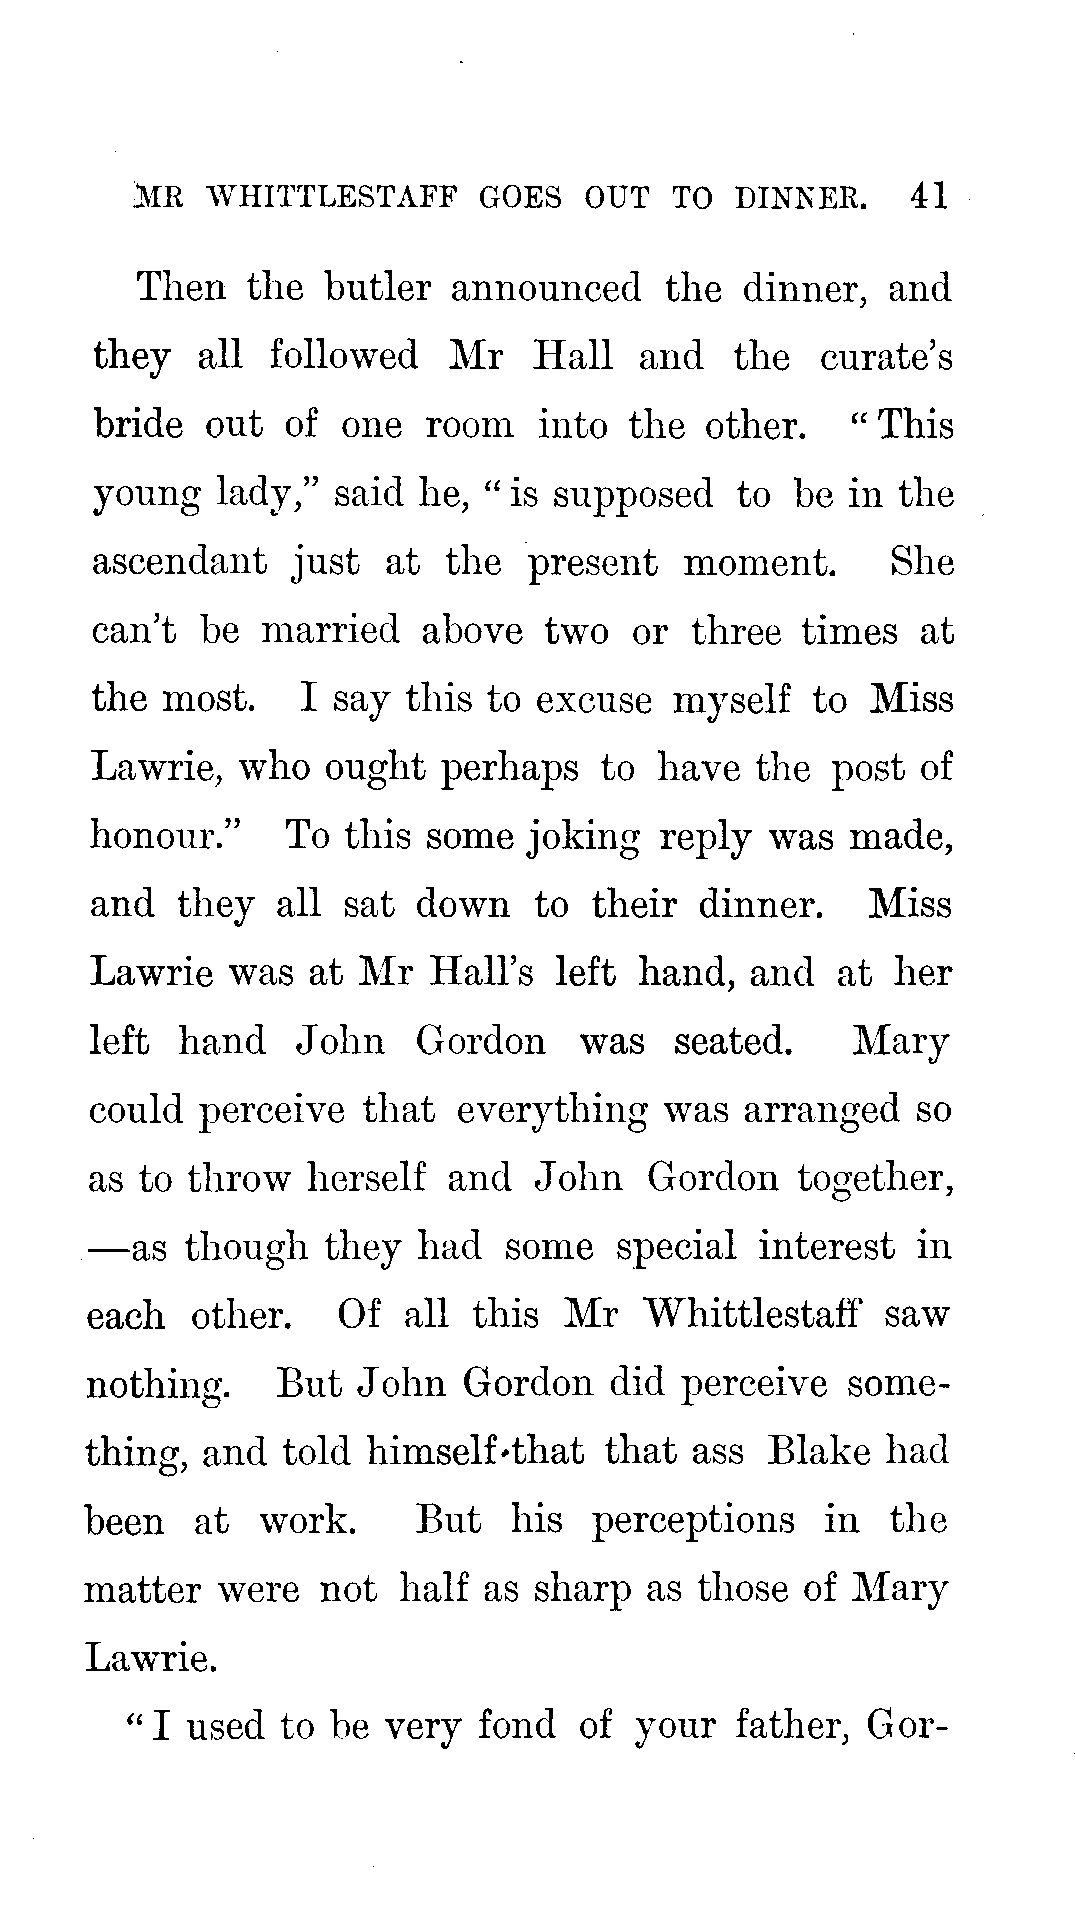 MR WHITTLESTAFF GOES OUT TO DINNER. 41
Then the butler announced the dinner, and
they all followed Mr Hall and the curate's
bride out of one room into the other. "This
young lady," said he, "is supposed to be in the
ascendant just at the present moment. She
can't be married above two or three times at
the most. I say this to excuse myself to Miss
Lawrie, who ought perhaps to have the post of
honour." To this some joking reply was made,
and they all sat down to their dinner. Miss
Lawrie was at Mr Hall's left hand, and at her
left hand John Gordon was seated. Mary
could perceive that everything was arranged so
as to throw herself and John Gordon together,
—as though they had some special interest in
each other. Of all this Mr Whittlestaff saw
nothing. But John Gordon did perceive some-
thing, and told himself that that ass Blake had
been at work. But his perceptions in the
matter were not half as sharp as those of Mary
Lawrie.
"I used to be very fond of your father, Gor-